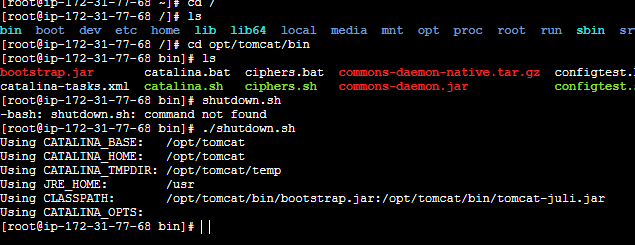 [root@ip-172-31-77-68 ~]# cd /
[root@ip-172-31-77-68 /]# ls
bin boot dev etc home lib lib64 local media mnt opt proc root run sbin sr
[root@ip-172-31-77-68 /]# cd opt/tomcat/bin
[root@ip-172-31-77-68 bin]# ls
bootstrap.jar catalina.bat ciphers.bat commons-daemon-native.tar.gz configtest.
catalina-tasks.xml catalina.sh ciphers.sh commons-daemon.jar configtest.
[root@ip-172-31-77-68 bin]# shutdown.sh
-bash: shutdown.sh: command not found
[root@ip-172-31-77-68 bin]# ./shutdown.sh
Using CATALINA_BASE: /opt/tomcat
Using CATALINA_HOME: /opt/tomcat
Using CATALINA_TMPDIR: /opt/tomcat/temp
Using JRE_HOME: /usr
Using CLASSPATH: /opt/tomcat/bin/bootstrap.jar:/opt/tomcat/bin/tomcat-juli.jar
Using CATALINA_OPTS:
[root@ip-172-31-77-68 bin]#